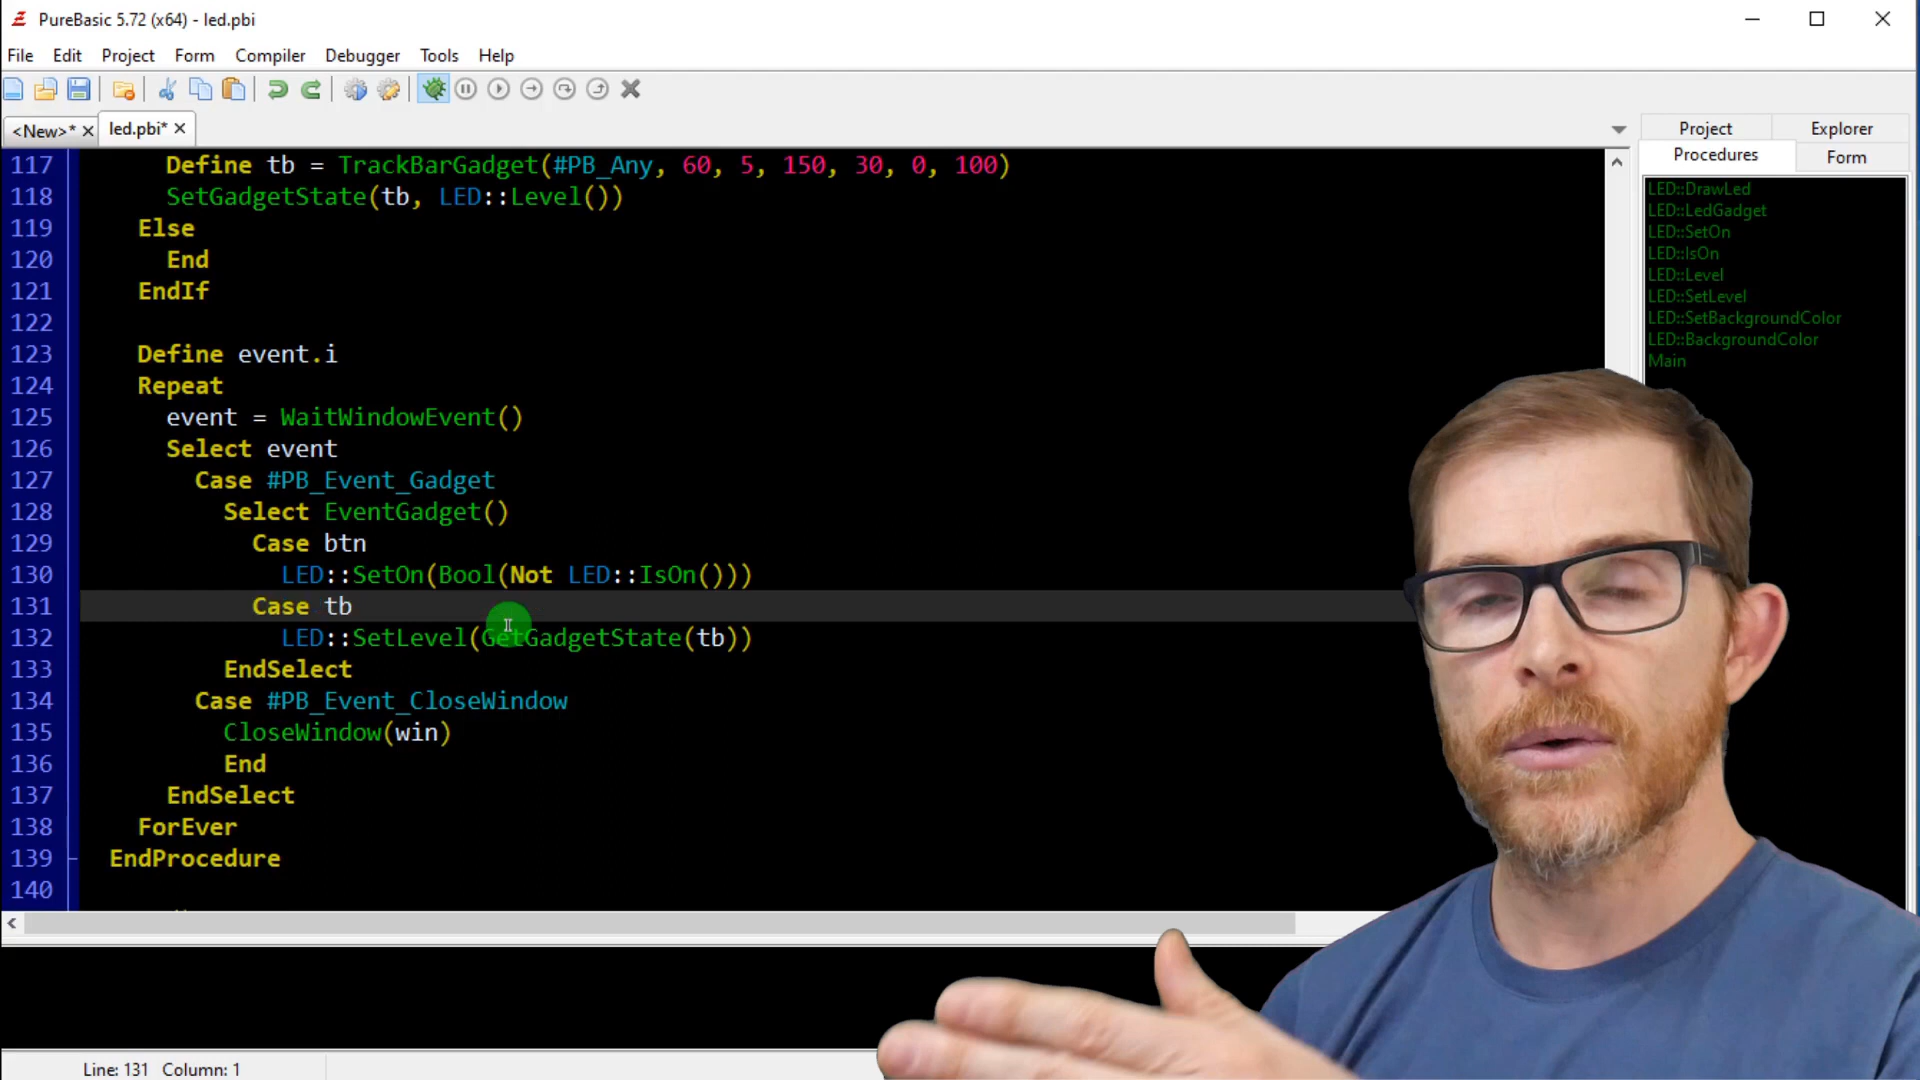 PureBasic 5.72 (x64) - led.pbi
File Edit Project Form Compiler Debugger Tools Help
<New>* led.pbi*
Project Explorer
Procedures Form
117 Define tb = TrackBarGadget(#PB_Any, 60, 5, 150, 30, 0, 100)
118 SetGadgetState(tb, LED::Level())
119 Else
120 End
121 EndIf
122
123 Define event.i
124 Repeat
125 event = WaitWindowEvent()
126 Select event
127 Case #PB_Event_Gadget
128 Select EventGadget()
129 Case btn
130 LED::SetOn(Bool(Not LED::IsOn()))
131 Case tb
132 LED::SetLevel(GetGadgetState(tb))
133 EndSelect
134 Case #PB_Event_CloseWindow
135 CloseWindow(win)
136 End
137 EndSelect
138 ForEver
139 EndProcedure
140
LED::DrawLed
LED::LedGadget
LED::SetOn
LED::IsOn
LED::Level
LED::SetLevel
LED::SetBackgroundColor
LED::BackgroundColor
Main
Line: 131 Column: 1